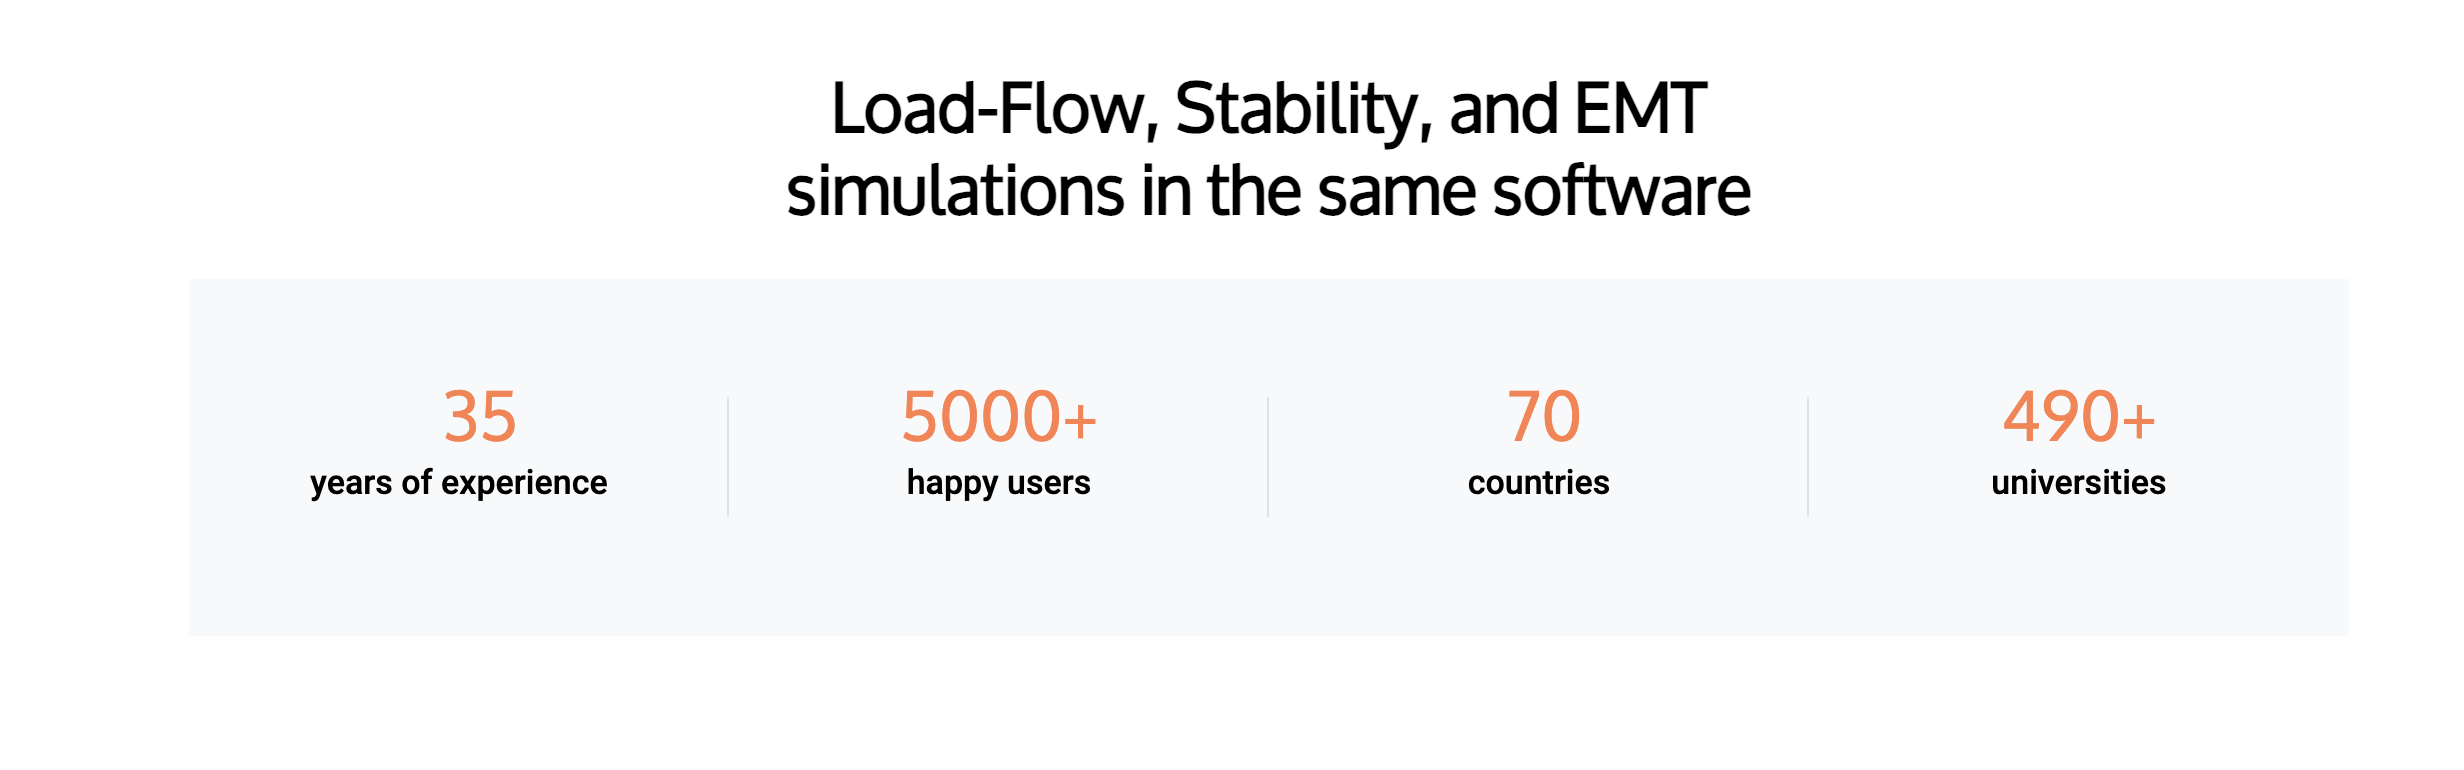 Load-Flow, Stability, and EMT
simulations in the same software
35
years of experience
5000+
happy users
70
countries
490+
universities